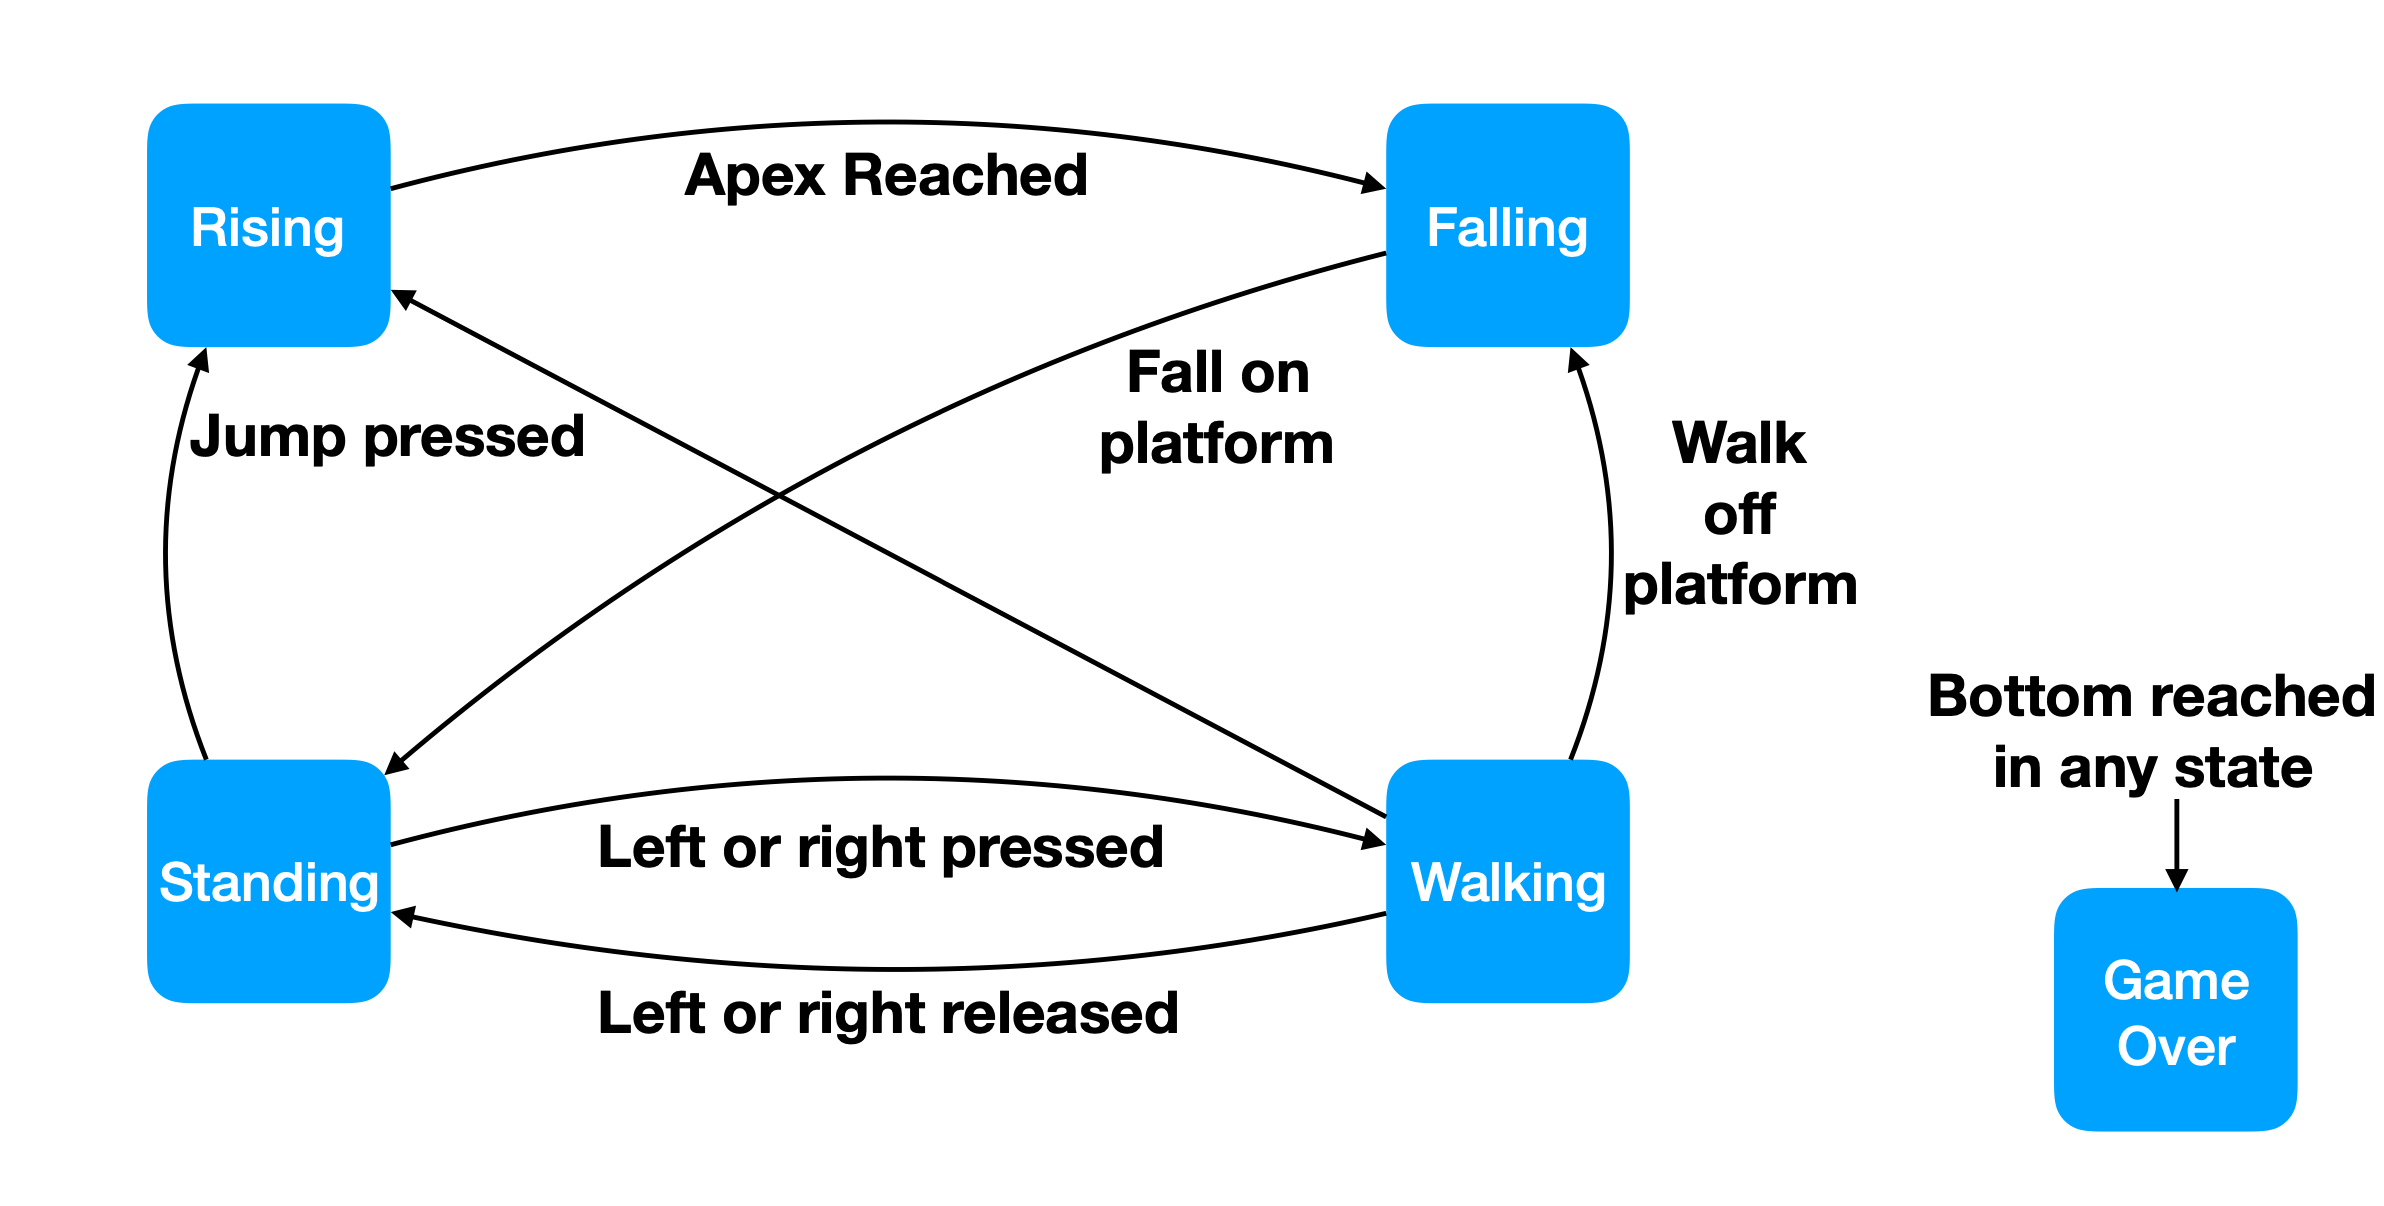 Apex Reached
Rising
Falling
Fall on
platform
Jump pressed
Walk
off
platform
Bottom reached
in any state
Left or right pressed
Standing
Walking
Left or right released
Game
Over